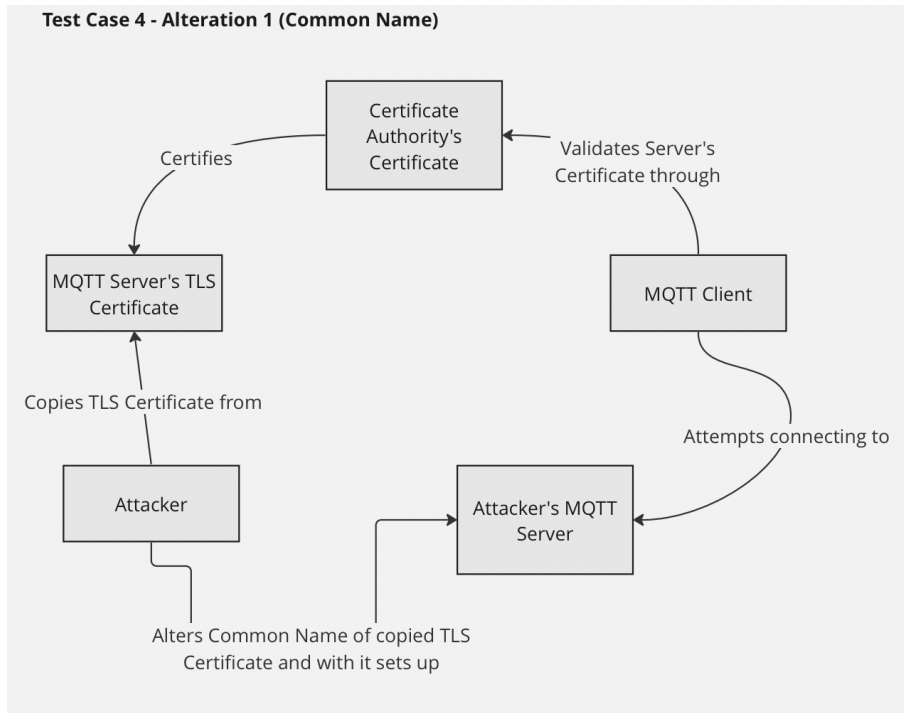 Test Case 4 - Alteration 1 (Common Name)
Certificate
Authority's
Certificate
Certifies
Validates Server's
Certificate through
MQTT Server's TLS
Certificate
MQTT Client
Copies TLS Certificate from
Attempts connecting to
Attacker
Attacker's MQTT
Server
Alters Common Name of copied TLS
Certificate and with it sets up